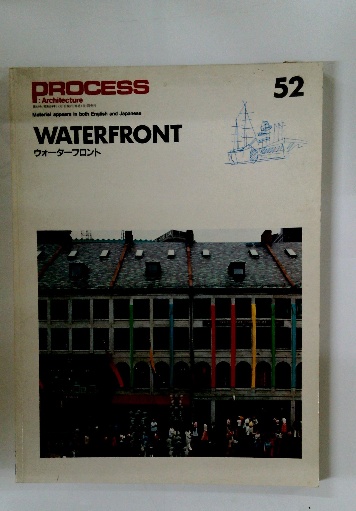 PROCESS
: Architecture
52
Material appears in both English and Japanese
WATERFRONT
ウォーターフロント